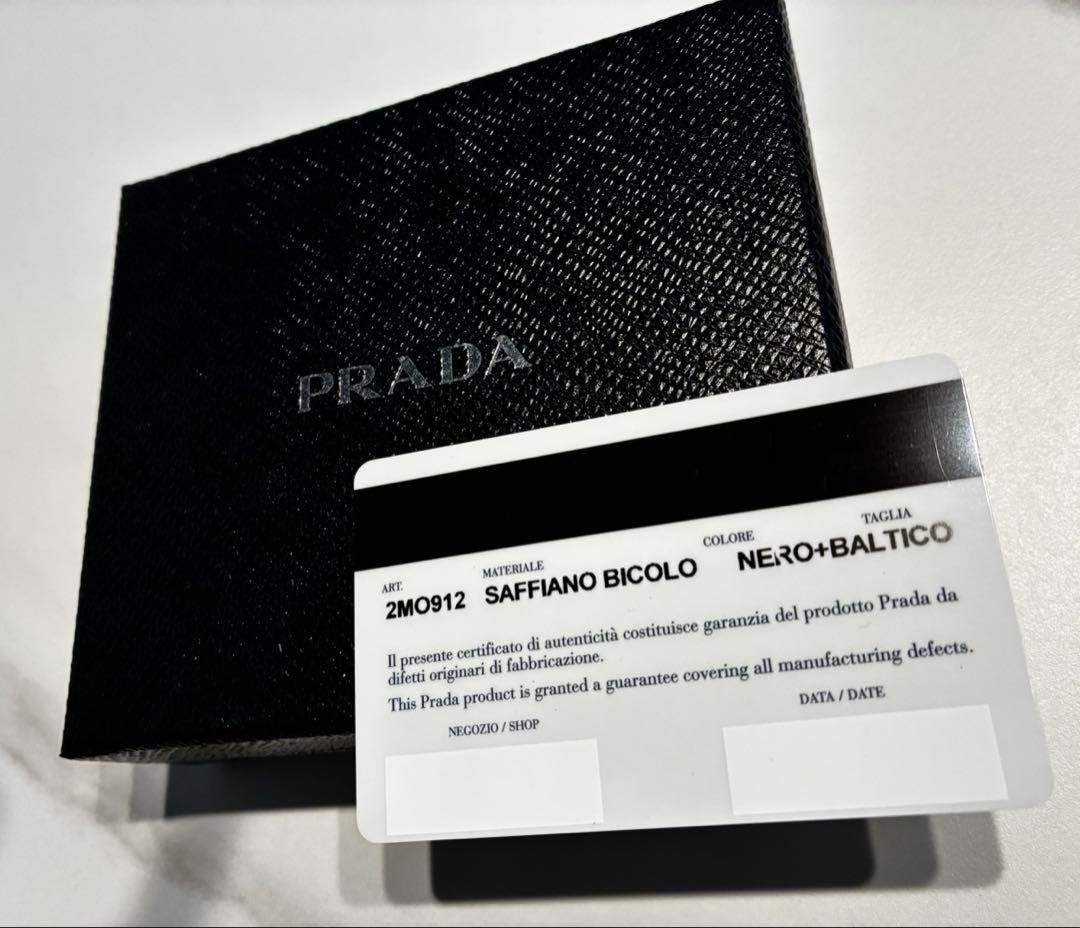 PRADA
TAGLIA
COLORE
MATERIALE
ART.
2MO912 SAFFIANO BICOLO NERO+BALTICO
Il presente certificato di autenticità costituisce garanzia del prodotto Prada da
difetti originari di fabbricazione.
This Prada product is granted a guarantee covering all manufacturing defects.
NEGOZIO / SHOP
DATA / DATE